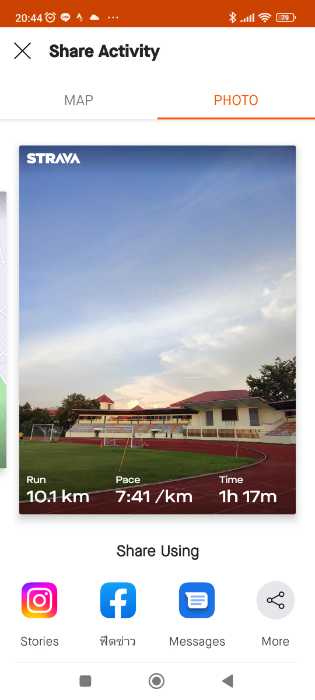 20:44
79
Share Activity
MAP PHOTO
STRAVA
Run Pace Time
10.1 km 7:41 /km 1h 17m
Share Using
Stories ฟีดข่าว Messages More